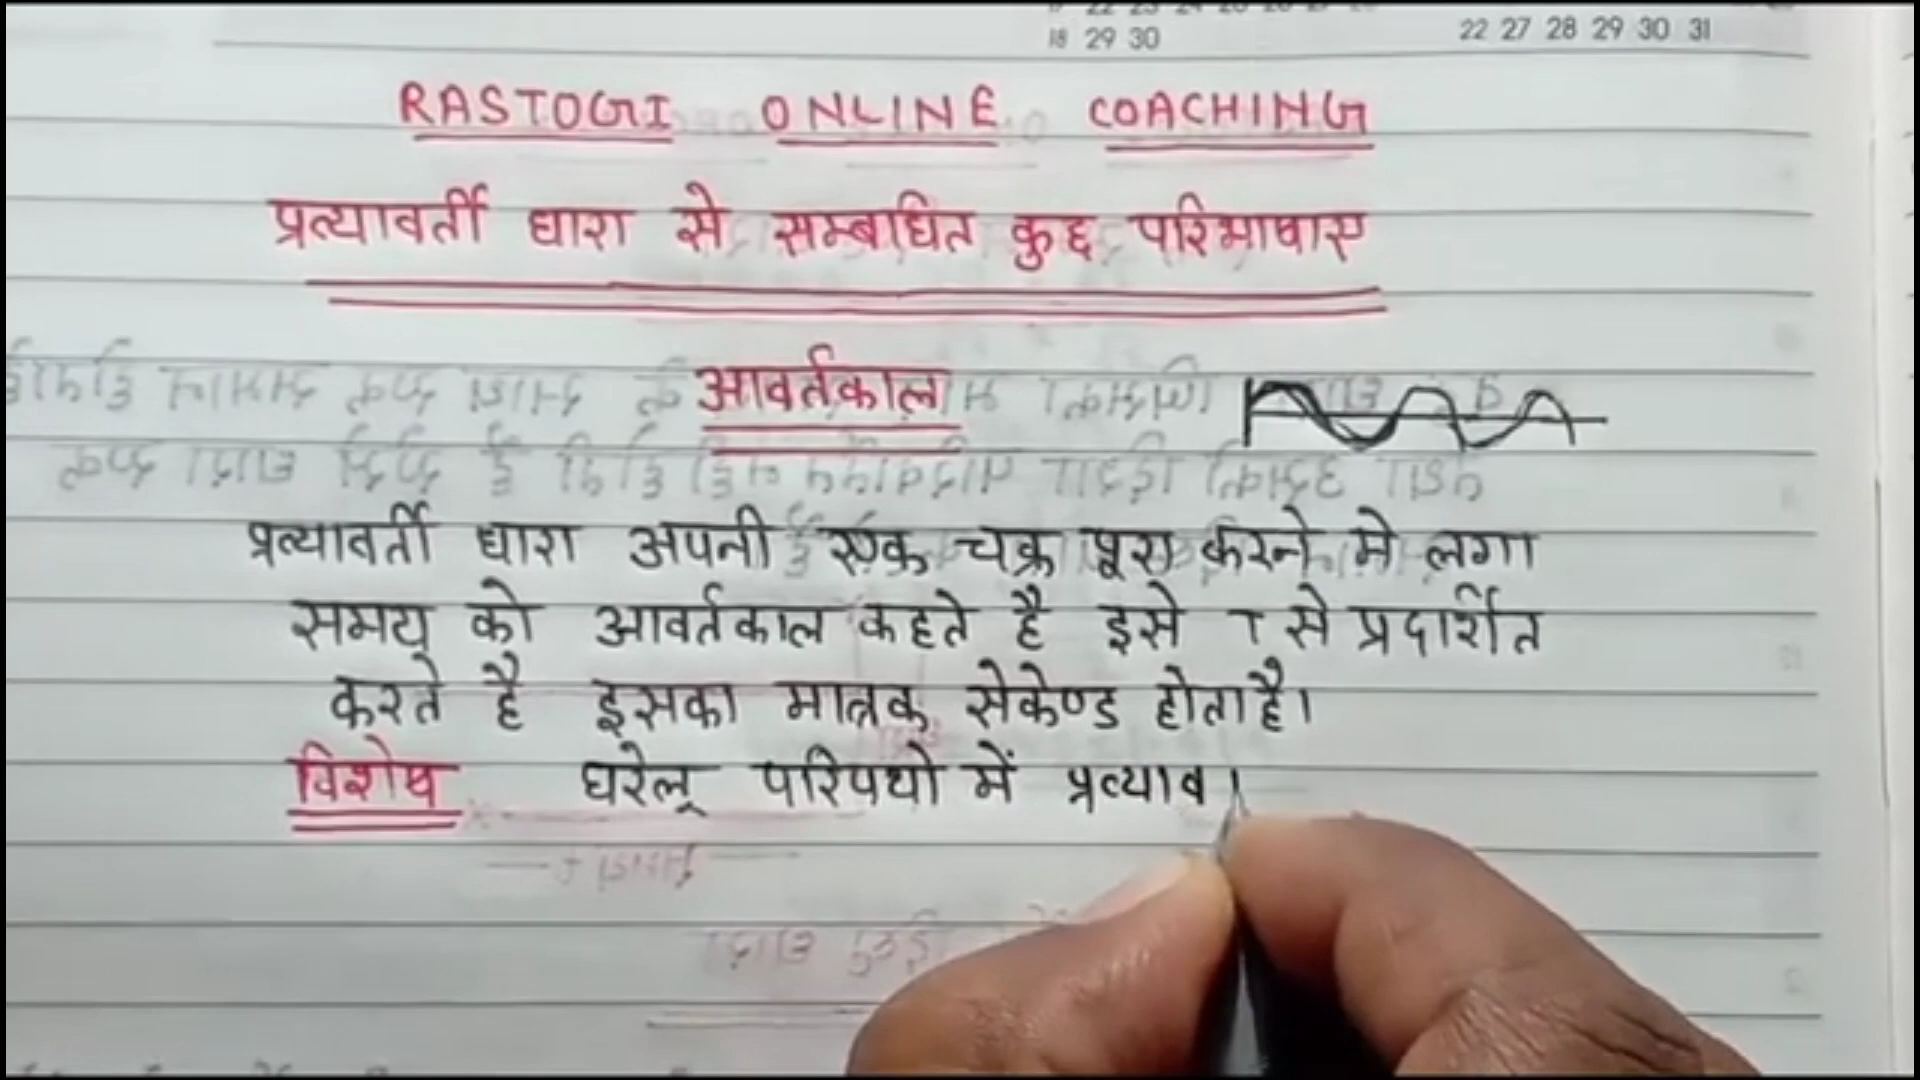 18 29 30
22 27 28 29 30 31
RASTOGI ONLINE COACHING
प्रत्यावर्ती धारा से सम्बधित कुछ परिभाषाए
आवर्तकाल
प्रत्यावर्ती धारा अपनी एक चक्र पूरा करने मे लगा
समय को आवर्तकाल कहते है इसे T से प्रदार्शित
करते है इसका मात्रक सेकेण्ड होता है।
विशेष घरेलू परिपथो में प्रत्याव